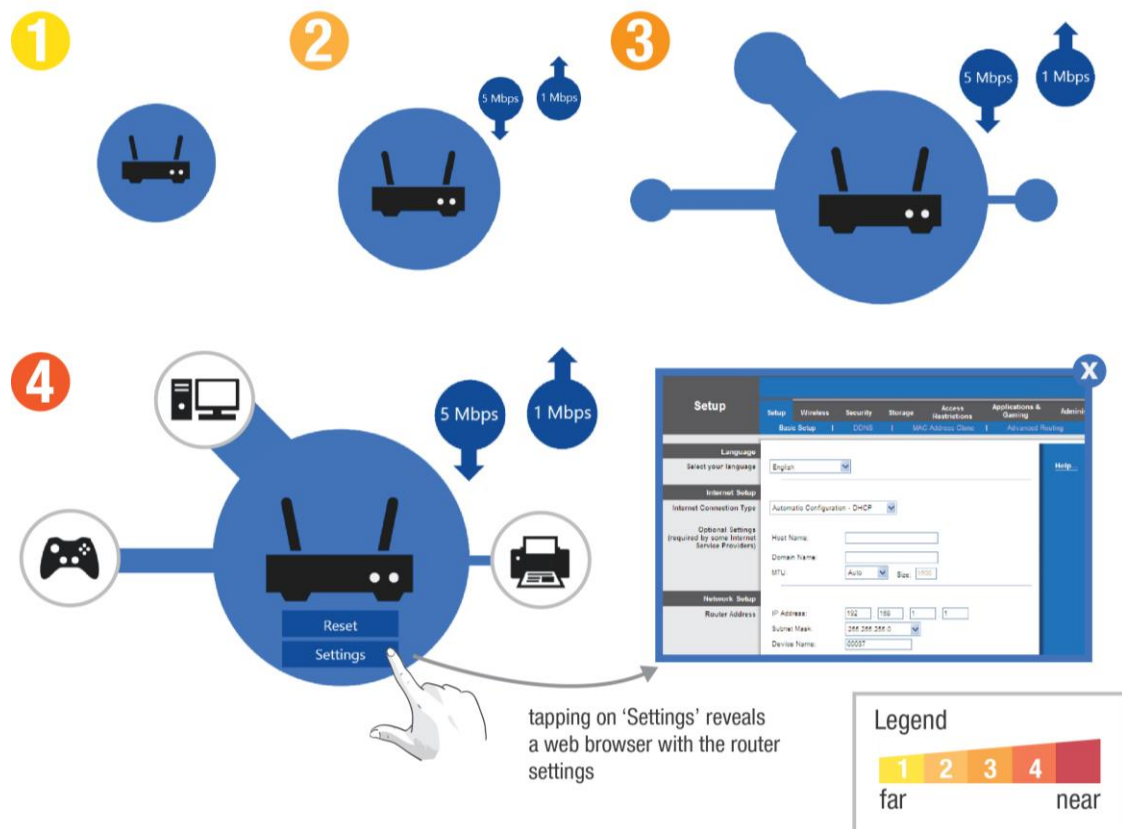 1
2
5 Mbps
1 Mbps
3
5 Mbps
1 Mbps
4
5 Mbps
1 Mbps
Reset
Settings
X
Setup
Setup Wireless Security Storage Access Restrictions Applications & Gaming Adminis
Basic Setup | DDNS | MAC Address Clone | Advanced Routing
Language
Select your language
English
Help...
Internet Setup
Internet Connection Type
Automatic Configuration - DHCP
Optional Settings
(required by some Internet
Service Providers)
Host Name:
Domain Name:
MTU: Auto Size: 1500
Network Setup
Router Address
IP Address: 192 168 1 1
Subnet Mask: 255.255.255.0
Device Name: 00037
tapping on ‘Settings’ reveals
a web browser with the router
settings
Legend
1 2 3 4
far near